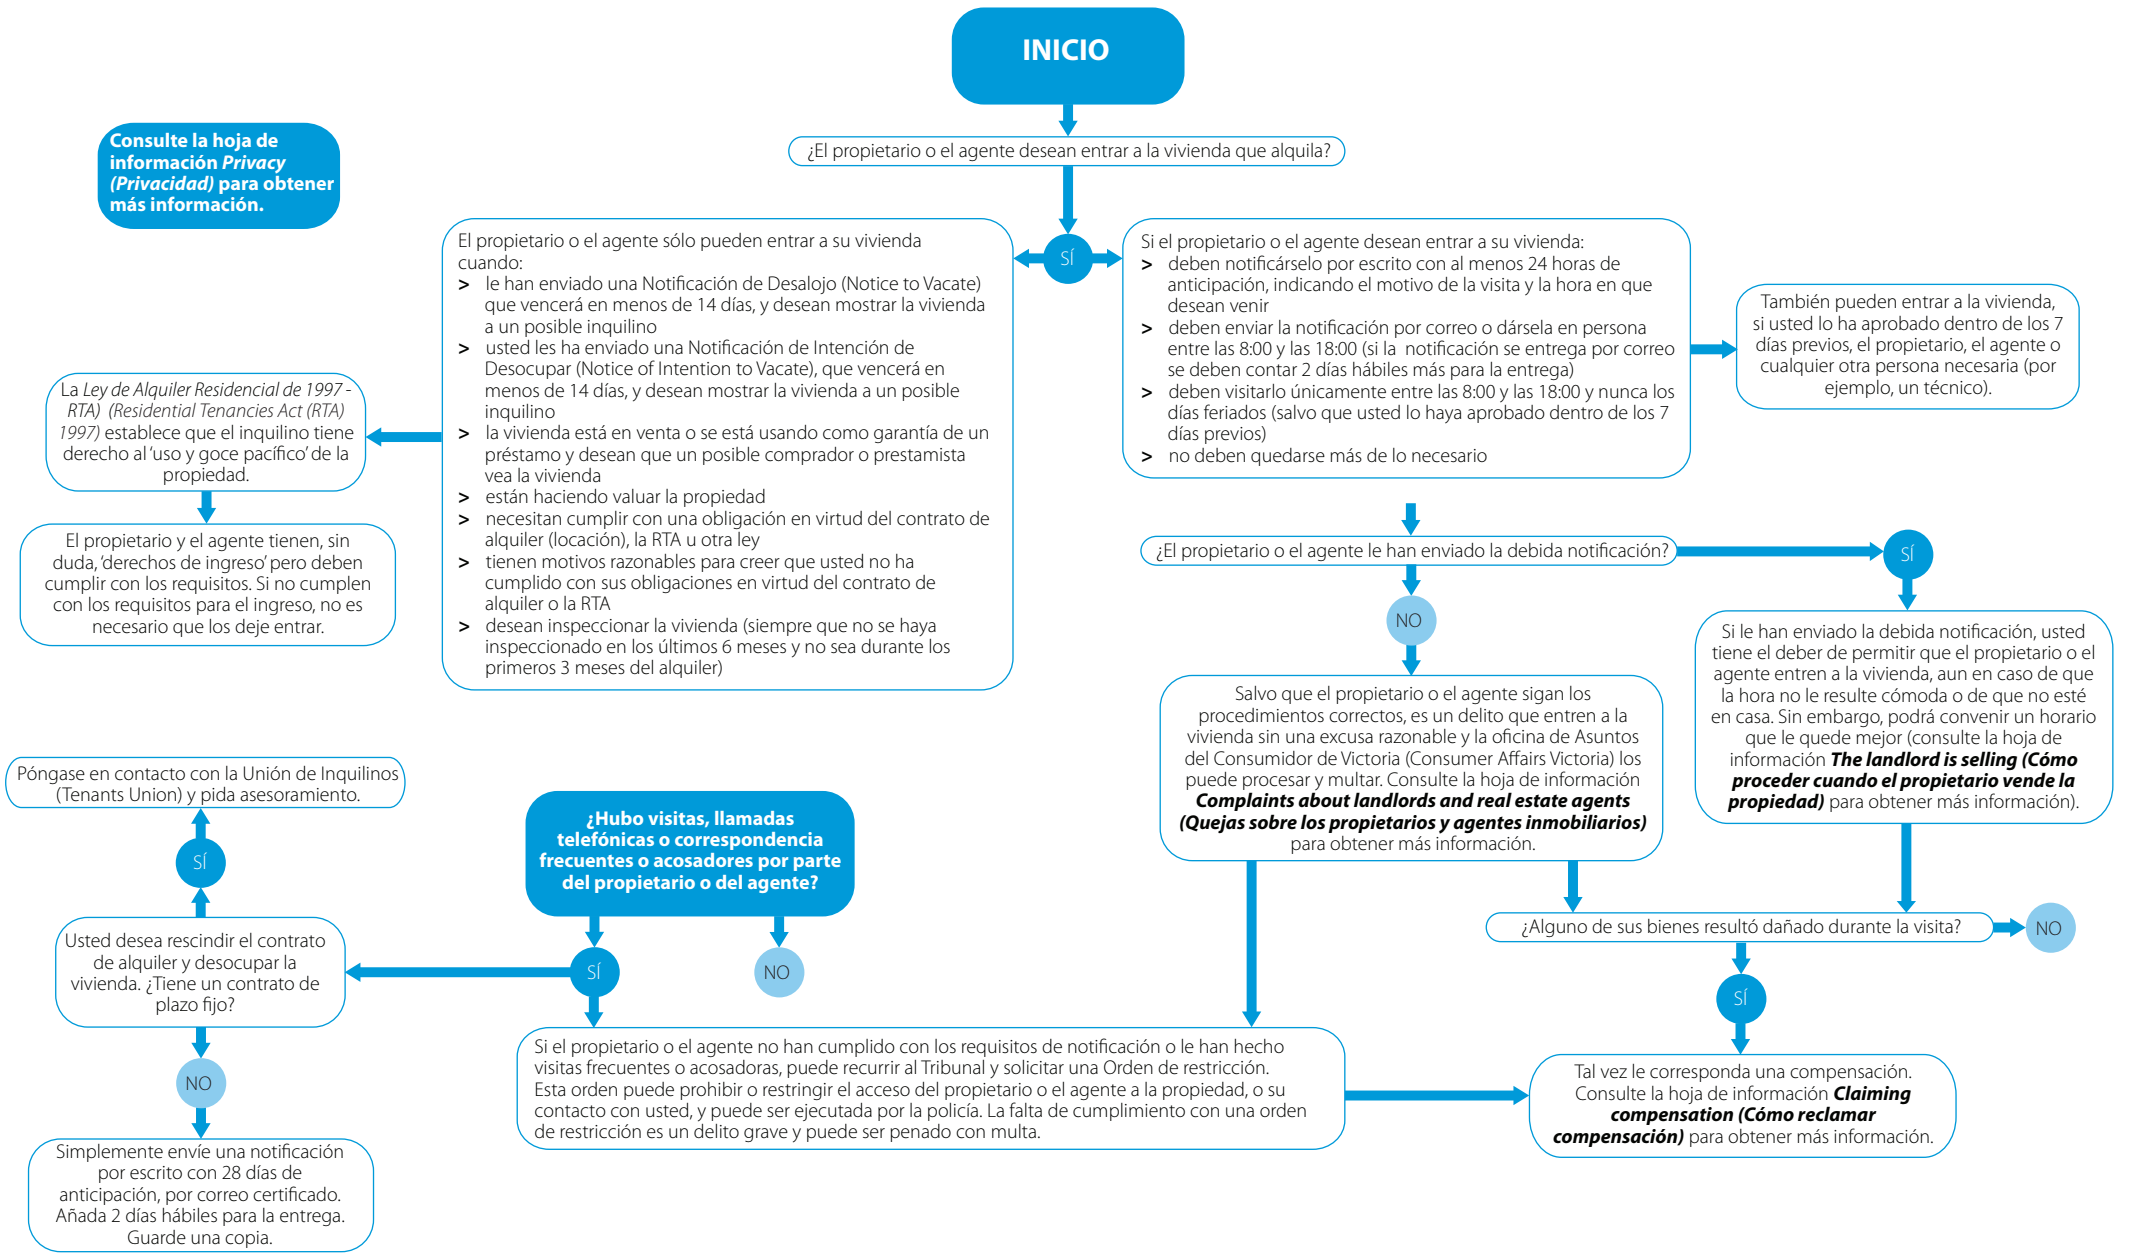 INICIO
¿El propietario o el agente desean entrar a la vivienda que alquila?
Consulte la hoja de
información Privacy
(Privacidad) para obtener
más información.
SÍ
El propietario o el agente sólo pueden entrar a su vivienda
cuando:
> le han enviado una Notificación de Desalojo (Notice to Vacate)
que vencerá en menos de 14 días, y desean mostrar la vivienda
a un posible inquilino
> usted les ha enviado una Notificación de Intención de
Desocupar (Notice of Intention to Vacate), que vencerá en
menos de 14 días, y desean mostrar la vivienda a un posible
inquilino
> la vivienda está en venta o se está usando como garantía de un
préstamo y desean que un posible comprador o prestamista
vea la vivienda
> están haciendo valuar la propiedad
> necesitan cumplir con una obligación en virtud del contrato de
alquiler (locación), la RTA u otra ley
> tienen motivos razonables para creer que usted no ha
cumplido con sus obligaciones en virtud del contrato de
alquiler o la RTA
> desean inspeccionar la vivienda (siempre que no se haya
inspeccionado en los últimos 6 meses y no sea durante los
primeros 3 meses del alquiler)
Si el propietario o el agente desean entrar a su vivienda:
> deben notificárselo por escrito con al menos 24 horas de
anticipación, indicando el motivo de la visita y la hora en que
desean venir
> deben enviar la notificación por correo o dársela en persona
entre las 8:00 y las 18:00 (si la notificación se entrega por correo
se deben contar 2 días hábiles más para la entrega)
> deben visitarlo únicamente entre las 8:00 y las 18:00 y nunca los
días feriados (salvo que usted lo haya aprobado dentro de los 7
días previos)
> no deben quedarse más de lo necesario
También pueden entrar a la vivienda,
si usted lo ha aprobado dentro de los 7
días previos, el propietario, el agente o
cualquier otra persona necesaria (por
ejemplo, un técnico).
La Ley de Alquiler Residencial de 1997 -
RTA) (Residential Tenancies Act (RTA)
1997) establece que el inquilino tiene
derecho al ‘uso y goce pacífico’ de la
propiedad.
El propietario y el agente tienen, sin
duda, ‘derechos de ingreso’ pero deben
cumplir con los requisitos. Si no cumplen
con los requisitos para el ingreso, no es
necesario que los deje entrar.
¿El propietario o el agente le han enviado la debida notificación?
SÍ
NO
Salvo que el propietario o el agente sigan los
procedimientos correctos, es un delito que entren a la
vivienda sin una excusa razonable y la oficina de Asuntos
del Consumidor de Victoria (Consumer Affairs Victoria) los
puede procesar y multar. Consulte la hoja de información
Complaints about landlords and real estate agents
(Quejas sobre los propietarios y agentes inmobiliarios)
para obtener más información.
Si le han enviado la debida notificación, usted
tiene el deber de permitir que el propietario o el
agente entren a la vivienda, aun en caso de que
la hora no le resulte cómoda o de que no esté
en casa. Sin embargo, podrá convenir un horario
que le quede mejor (consulte la hoja de
información The landlord is selling (Cómo
proceder cuando el propietario vende la
propiedad) para obtener más información).
Póngase en contacto con la Unión de Inquilinos
(Tenants Union) y pida asesoramiento.
SÍ
¿Hubo visitas, llamadas
telefónicas o correspondencia
frecuentes o acosadores por parte
del propietario o del agente?
Usted desea rescindir el contrato
de alquiler y desocupar la
vivienda. ¿Tiene un contrato de
plazo fijo?
SÍ
NO
¿Alguno de sus bienes resultó dañado durante la visita?
NO
SÍ
NO
Si el propietario o el agente no han cumplido con los requisitos de notificación o le han hecho
visitas frecuentes o acosadoras, puede recurrir al Tribunal y solicitar una Orden de restricción.
Esta orden puede prohibir o restringir el acceso del propietario o el agente a la propiedad, o su
contacto con usted, y puede ser ejecutada por la policía. La falta de cumplimiento con una orden
de restricción es un delito grave y puede ser penado con multa.
Tal vez le corresponda una compensación.
Consulte la hoja de información Claiming
compensation (Cómo reclamar
compensación) para obtener más información.
Simplemente envíe una notificación
por escrito con 28 días de
anticipación, por correo certificado.
Añada 2 días hábiles para la entrega.
Guarde una copia.